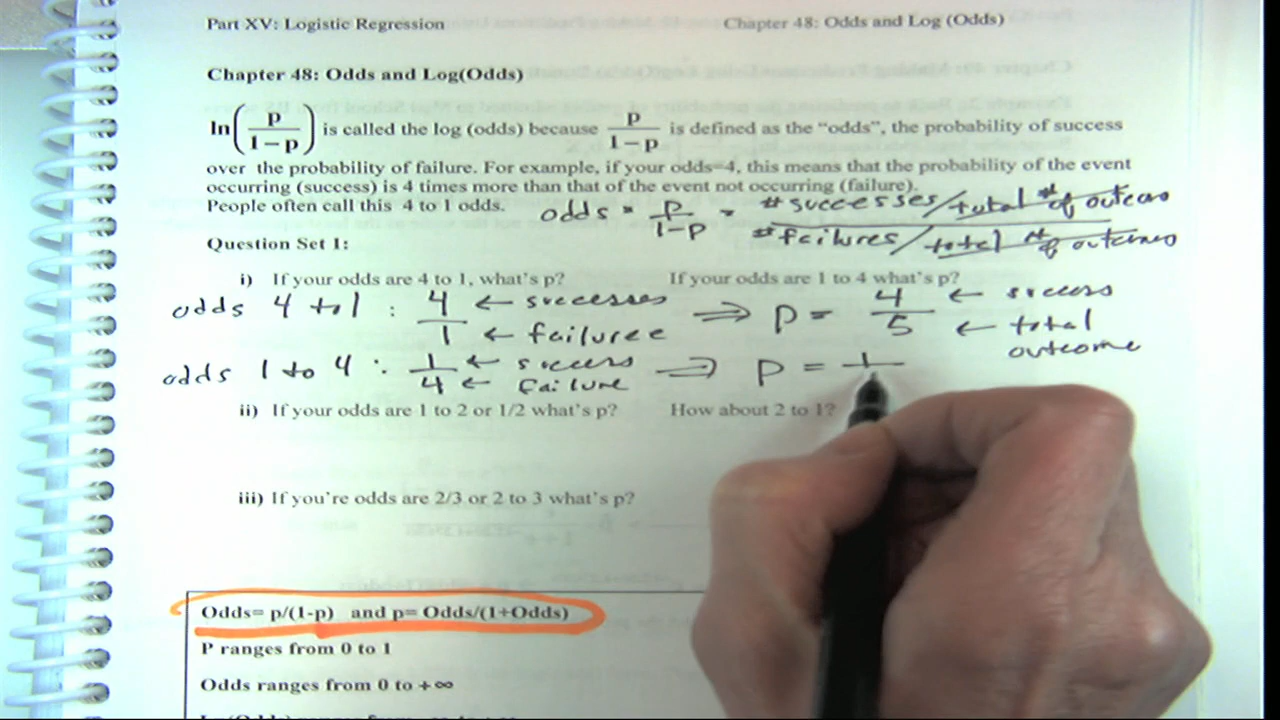 Part XV: Logistic Regression Chapter 48: Odds and Log (Odds)
Chapter 48: Odds and Log(Odds)
ln(p/1−p) is called the log (odds) because p/1−p is defined as the “odds”, the probability of success
over the probability of failure. For example, if your odds=4, this means that the probability of the event
occurring (success) is 4 times more than that of the event not occurring (failure).
People often call this 4 to 1 odds. odds = p/1-p = # successes/total # of outcom
# failures/total # of outcomes
Question Set 1:
i) If your odds are 4 to 1, what's p? If your odds are 1 to 4 what's p?
odds 4 to 1 : 4 ← successes ⇒ p = 4 ← success
1 ← failures 5 ← total
outcome
odds 1 to 4 : 1 ← success ⇒ p = 1
4 ← failure
ii) If your odds are 1 to 2 or 1/2 what's p? How about 2 to 1?
iii) If you're odds are 2/3 or 2 to 3 what's p?
Odds= p/(1-p) and p= Odds/(1+Odds)
P ranges from 0 to 1
Odds ranges from 0 to +∞